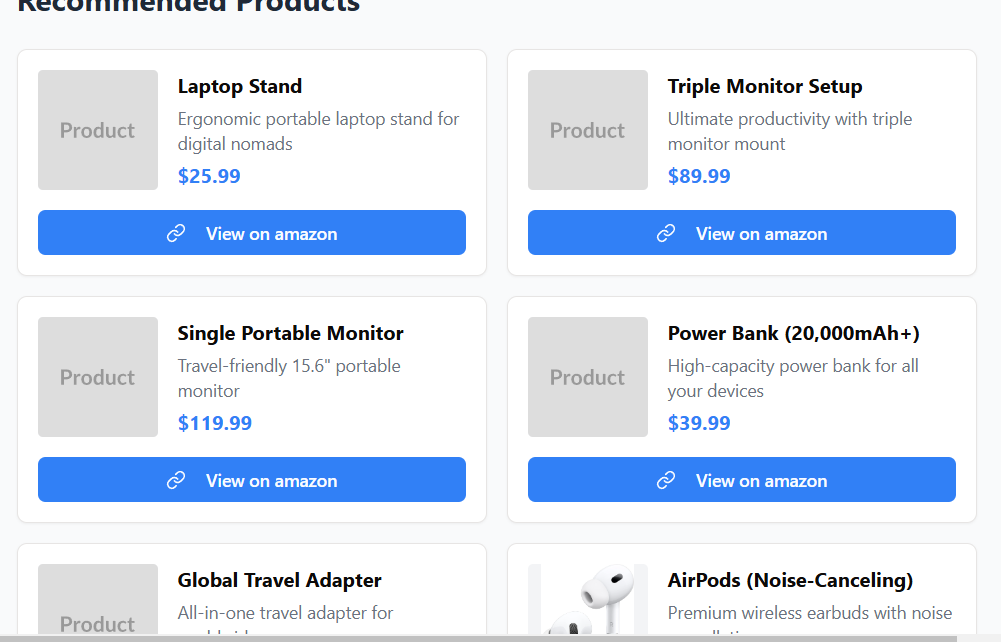 Recommended Products
Product
Laptop Stand
Ergonomic portable laptop stand for
digital nomads
$25.99
View on amazon
Product
Triple Monitor Setup
Ultimate productivity with triple
monitor mount
$89.99
View on amazon
Product
Single Portable Monitor
Travel-friendly 15.6" portable
monitor
$119.99
View on amazon
Product
Power Bank (20,000mAh+)
High-capacity power bank for all
your devices
$39.99
View on amazon
Product
Global Travel Adapter
All-in-one travel adapter for
AirPods (Noise-Canceling)
Premium wireless earbuds with noise